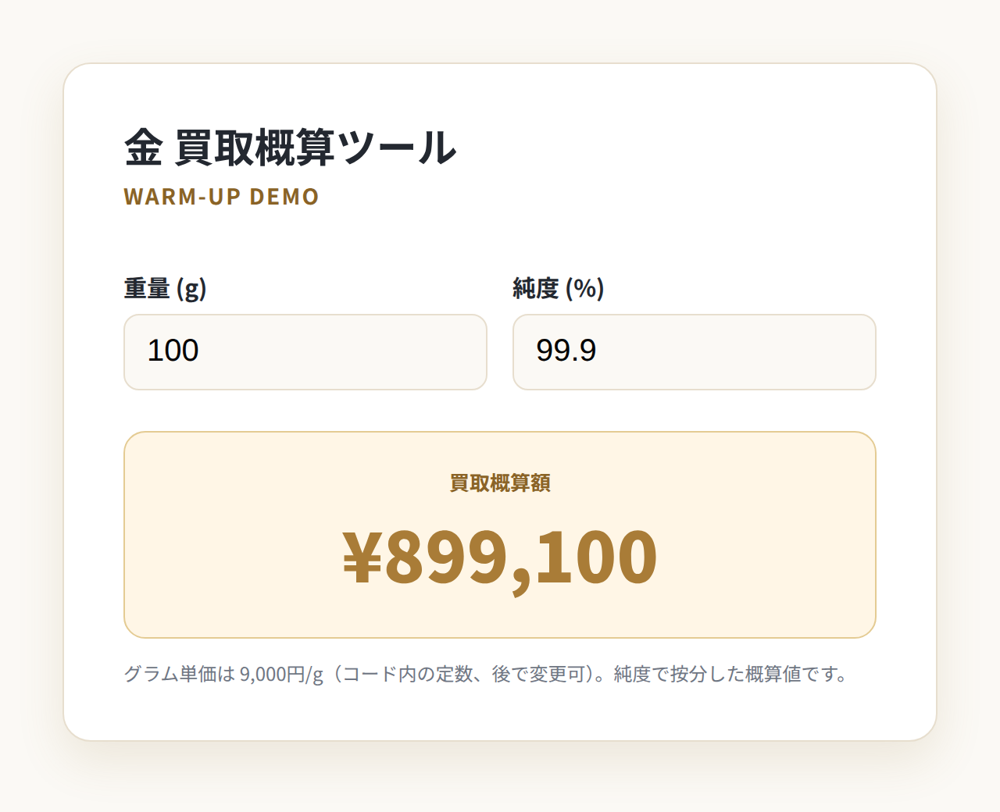 金 買取概算ツール
WARM-UP DEMO
重量 (g)
純度 (%)
100
99.9
買取概算額
¥899,100
グラム単価は 9,000円/g（コード内の定数、後で変更可）。純度で按分した概算値です。